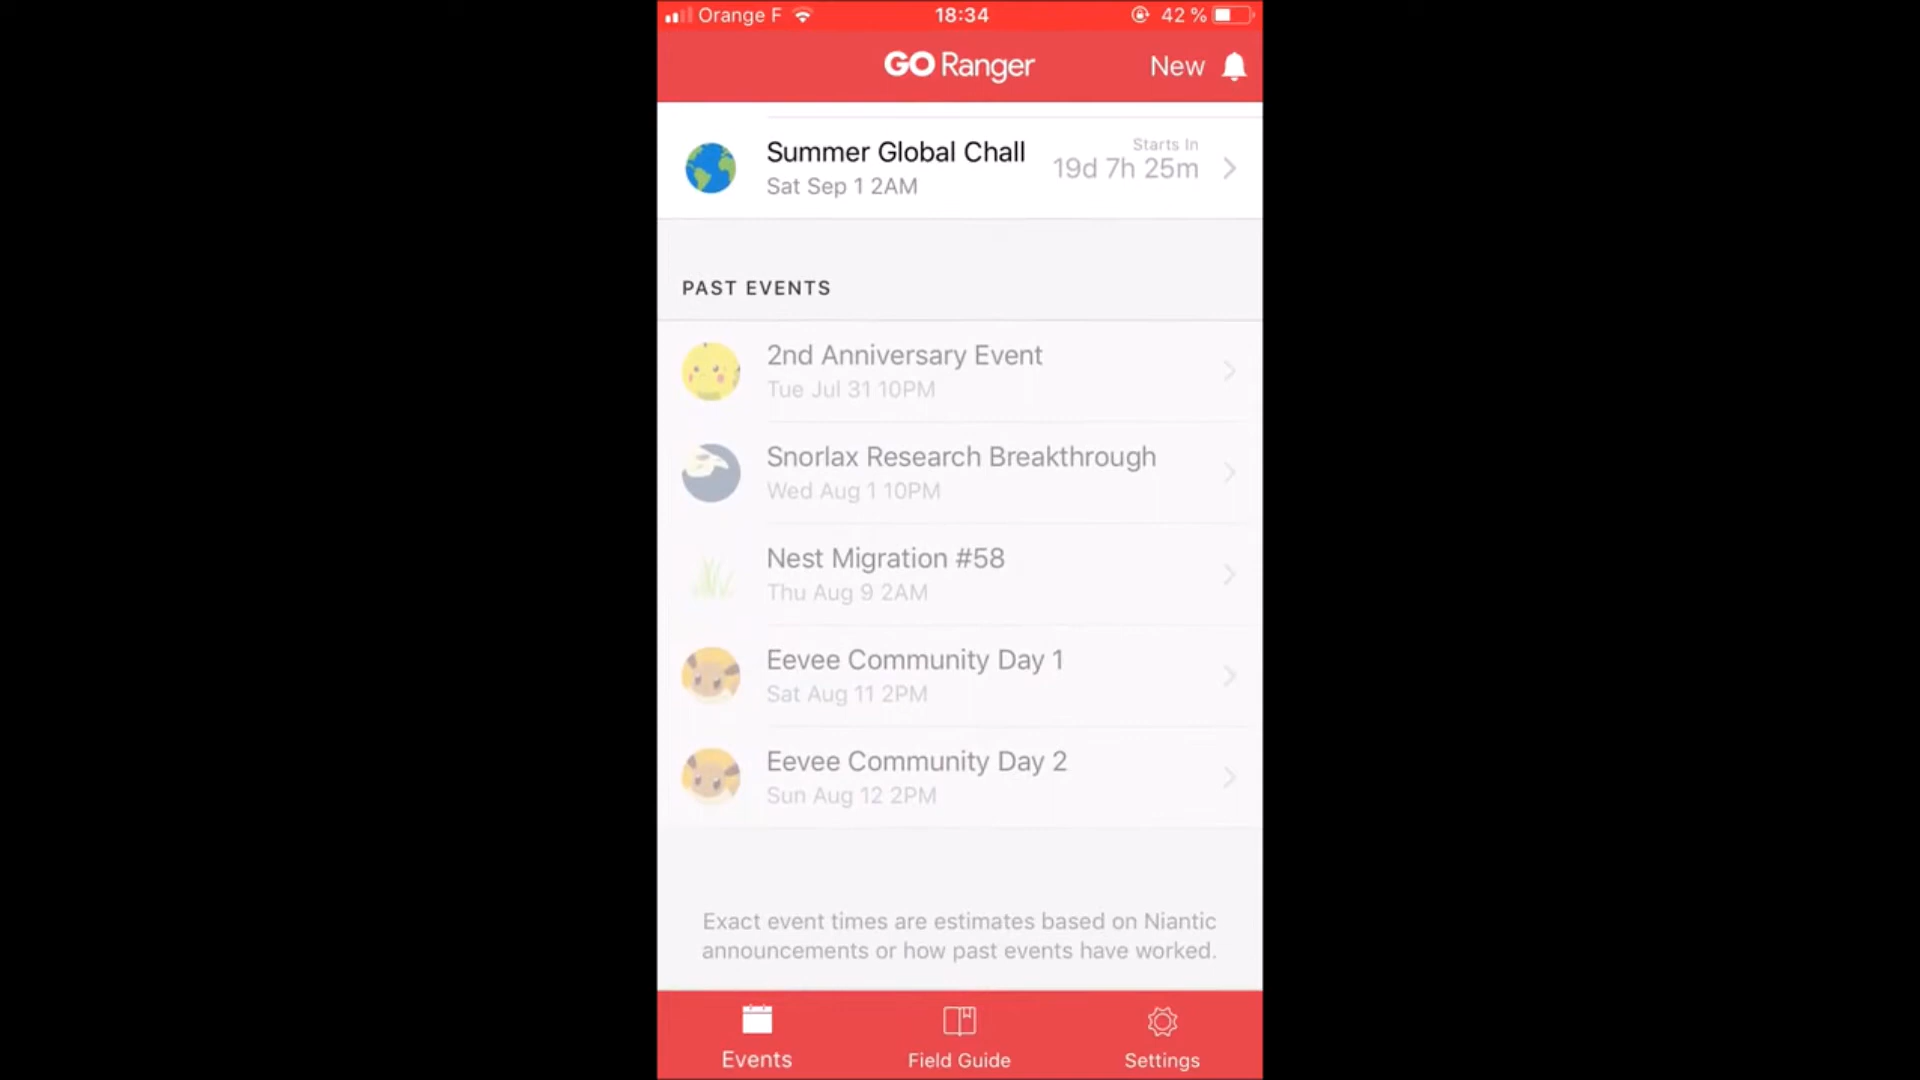 Orange F 18:34 42 %
GO Ranger New
Summer Global Chall
Starts In
19d 7h 25m
Sat Sep 1 2AM
PAST EVENTS
2nd Anniversary Event
Tue Jul 31 10PM
Snorlax Research Breakthrough
Wed Aug 1 10PM
Nest Migration #58
Thu Aug 9 2AM
Eevee Community Day 1
Sat Aug 11 2PM
Eevee Community Day 2
Sun Aug 12 2PM
Exact event times are estimates based on Niantic
announcements or how past events have worked.
Events Field Guide Settings